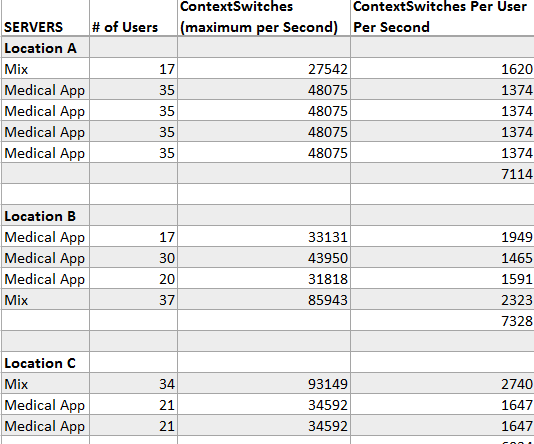 ContextSwitches ContextSwitches Per User
SERVERS # of Users (maximum per Second) Per Second
Location A
Mix 17 27542 1620
Medical App 35 48075 1374
Medical App 35 48075 1374
Medical App 35 48075 1374
Medical App 35 48075 1374
7114
Location B
Medical App 17 33131 1949
Medical App 30 43950 1465
Medical App 20 31818 1591
Mix 37 85943 2323
7328
Location C
Mix 34 93149 2740
Medical App 21 34592 1647
Medical App 21 34592 1647